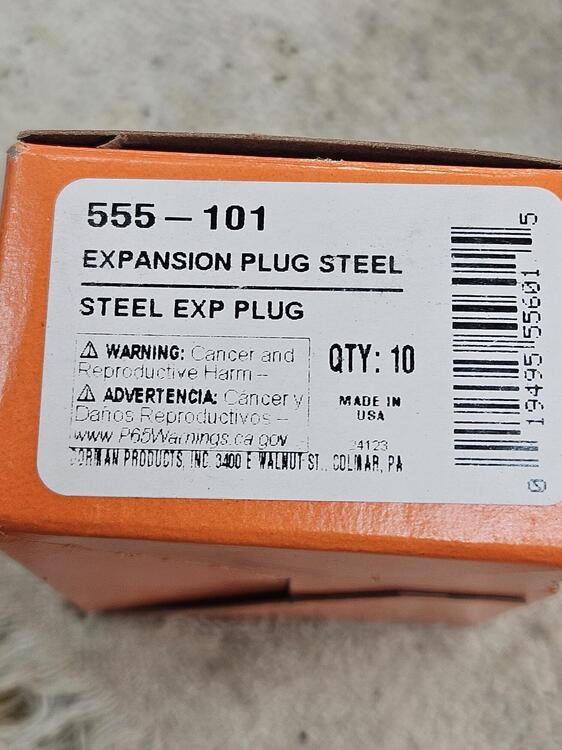 555-101
EXPANSION PLUG STEEL
STEEL EXP PLUG
⚠ WARNING: Cancer and
Reproductive Harm –
⚠ ADVERTENCIA: Cáncer y
Daños Reproductivos –
www.P65Warnings.ca.gov
QTY: 10
MADE IN
USA
24123
DORMAN PRODUCTS, INC. 3400 E WALNUT ST., COLMAR, PA
19495 55601 5